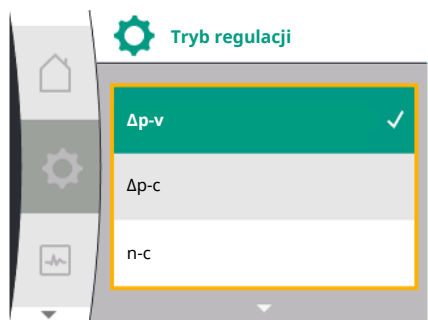 Tryb regulacji
Δp-v
Δp-c
n-c